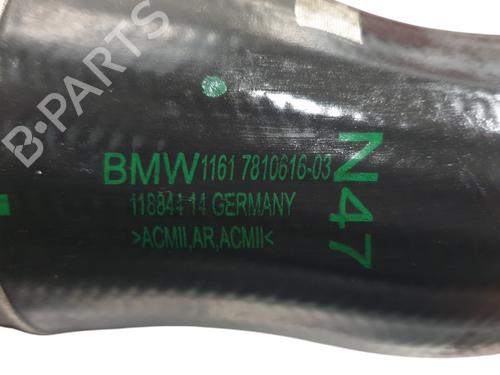 B-PARTS
BMW 1161 7810616-03
118844 14 GERMANY
>ACMII,AR,ACMII<
N47